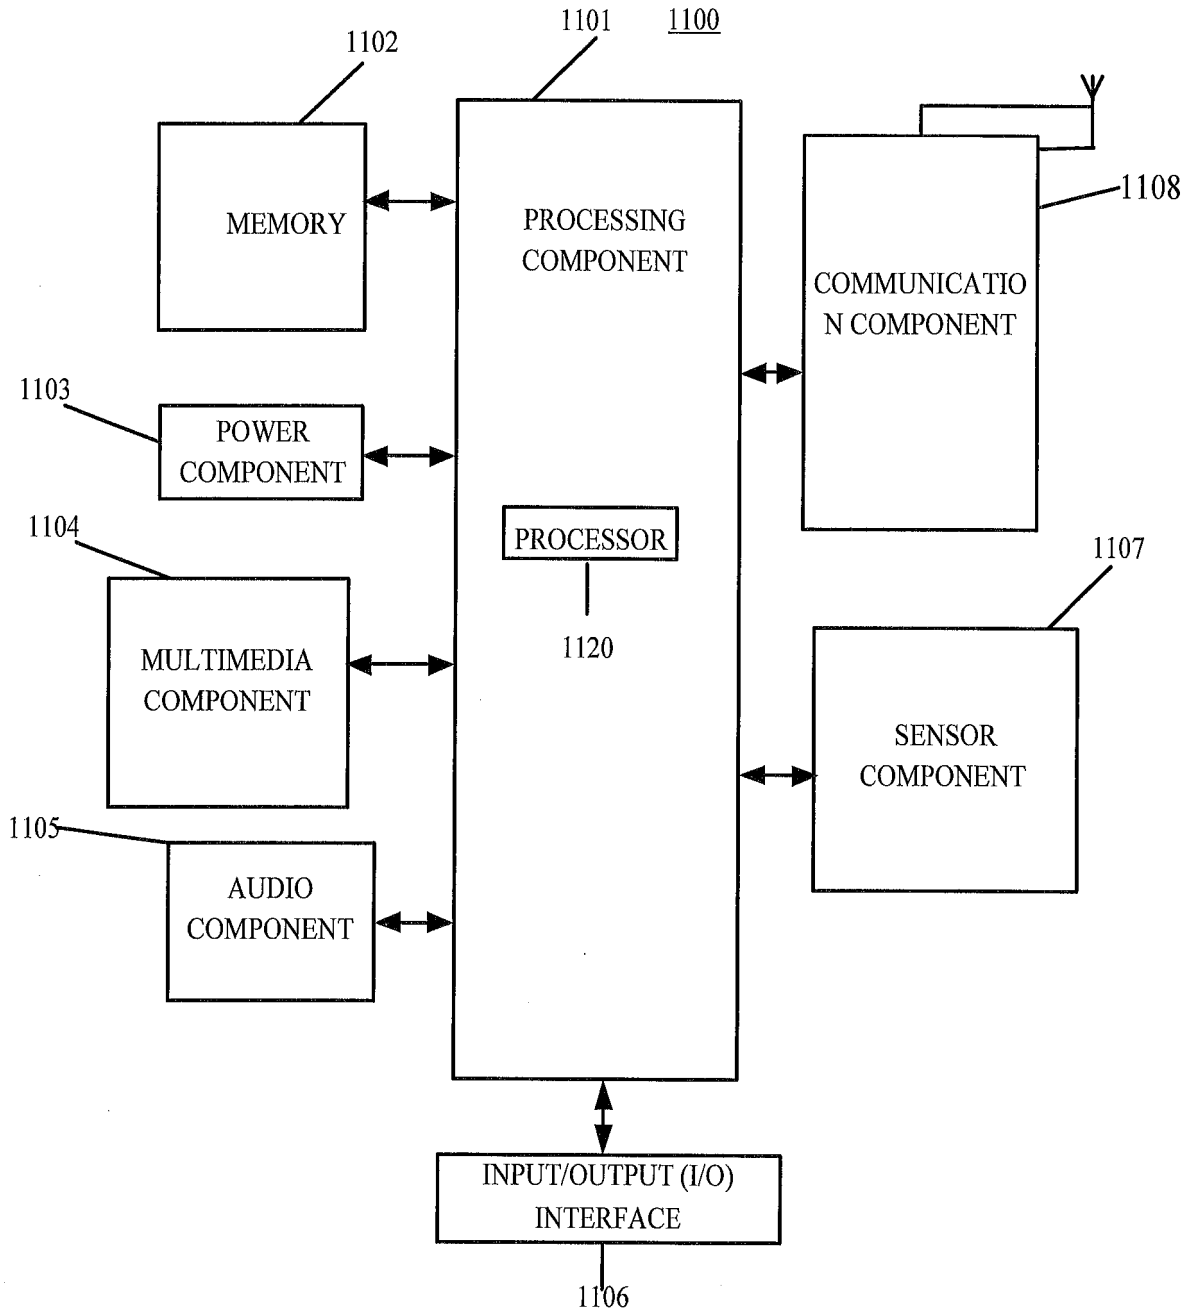 1101
1100
1102
1108
MEMORY
PROCESSING
COMPONENT
COMMUNICATIO
N COMPONENT
1103
POWER
COMPONENT
1104
PROCESSOR
1107
1120
MULTIMEDIA
COMPONENT
SENSOR
COMPONENT
1105
AUDIO
COMPONENT
INPUT/OUTPUT (I/O)
INTERFACE
1106